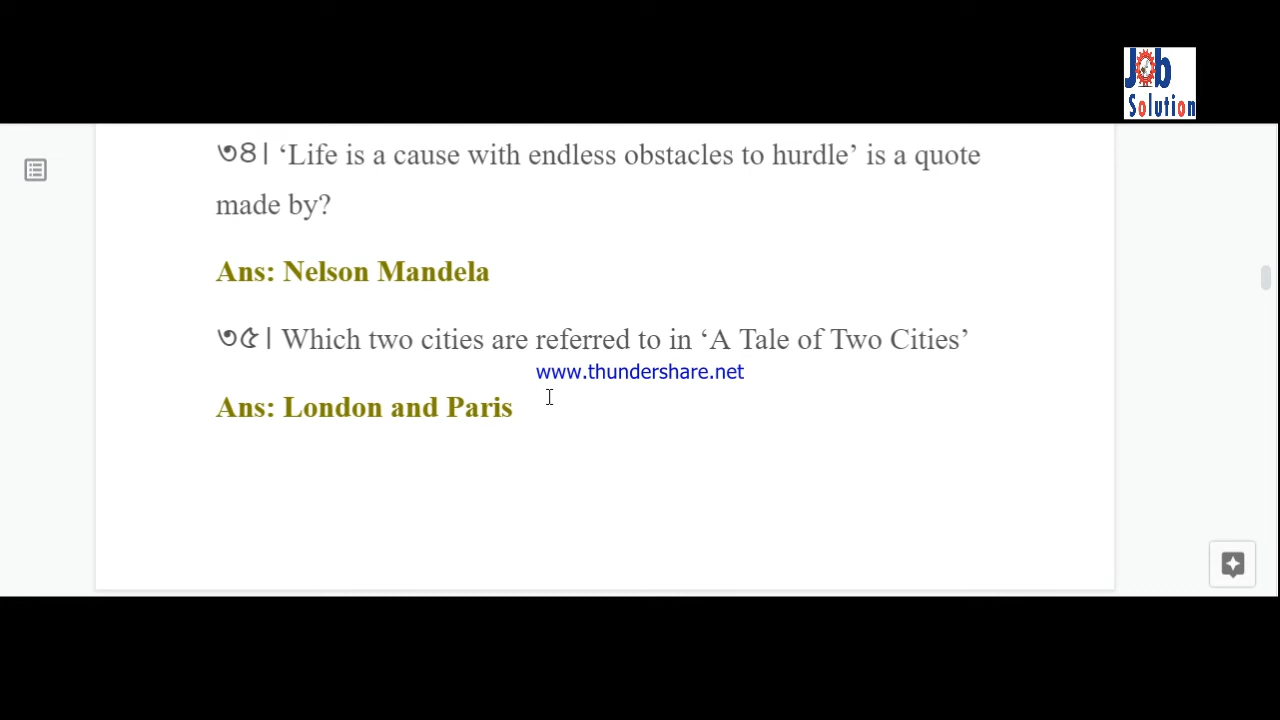 Job
Solution
৩৪| ‘Life is a cause with endless obstacles to hurdle’ is a quote
made by?
Ans: Nelson Mandela
৩৫| Which two cities are referred to in ‘A Tale of Two Cities’
www.thundershare.net
Ans: London and Paris